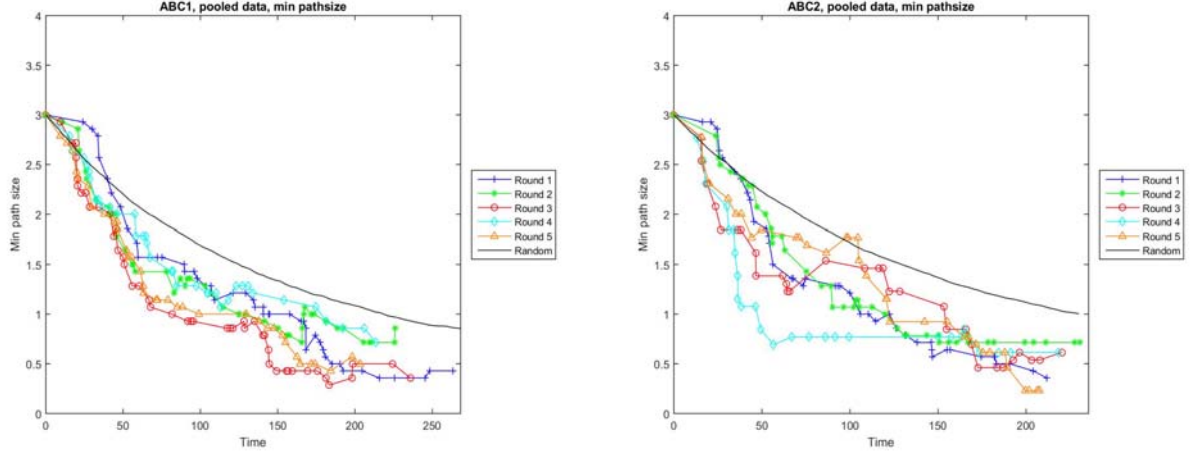 ABC1, pooled data, min pathsize
4
3.5
3
2.5
2
1.5
1
0.5
0
Min path size
0 50 100 150 200 250
Time
Round 1
Round 2
Round 3
Round 4
Round 5
Random
ABC2, pooled data, min pathsize
4
3.5
3
2.5
2
1.5
1
0.5
0
Min path size
0 50 100 150 200
Time
Round 1
Round 2
Round 3
Round 4
Round 5
Random